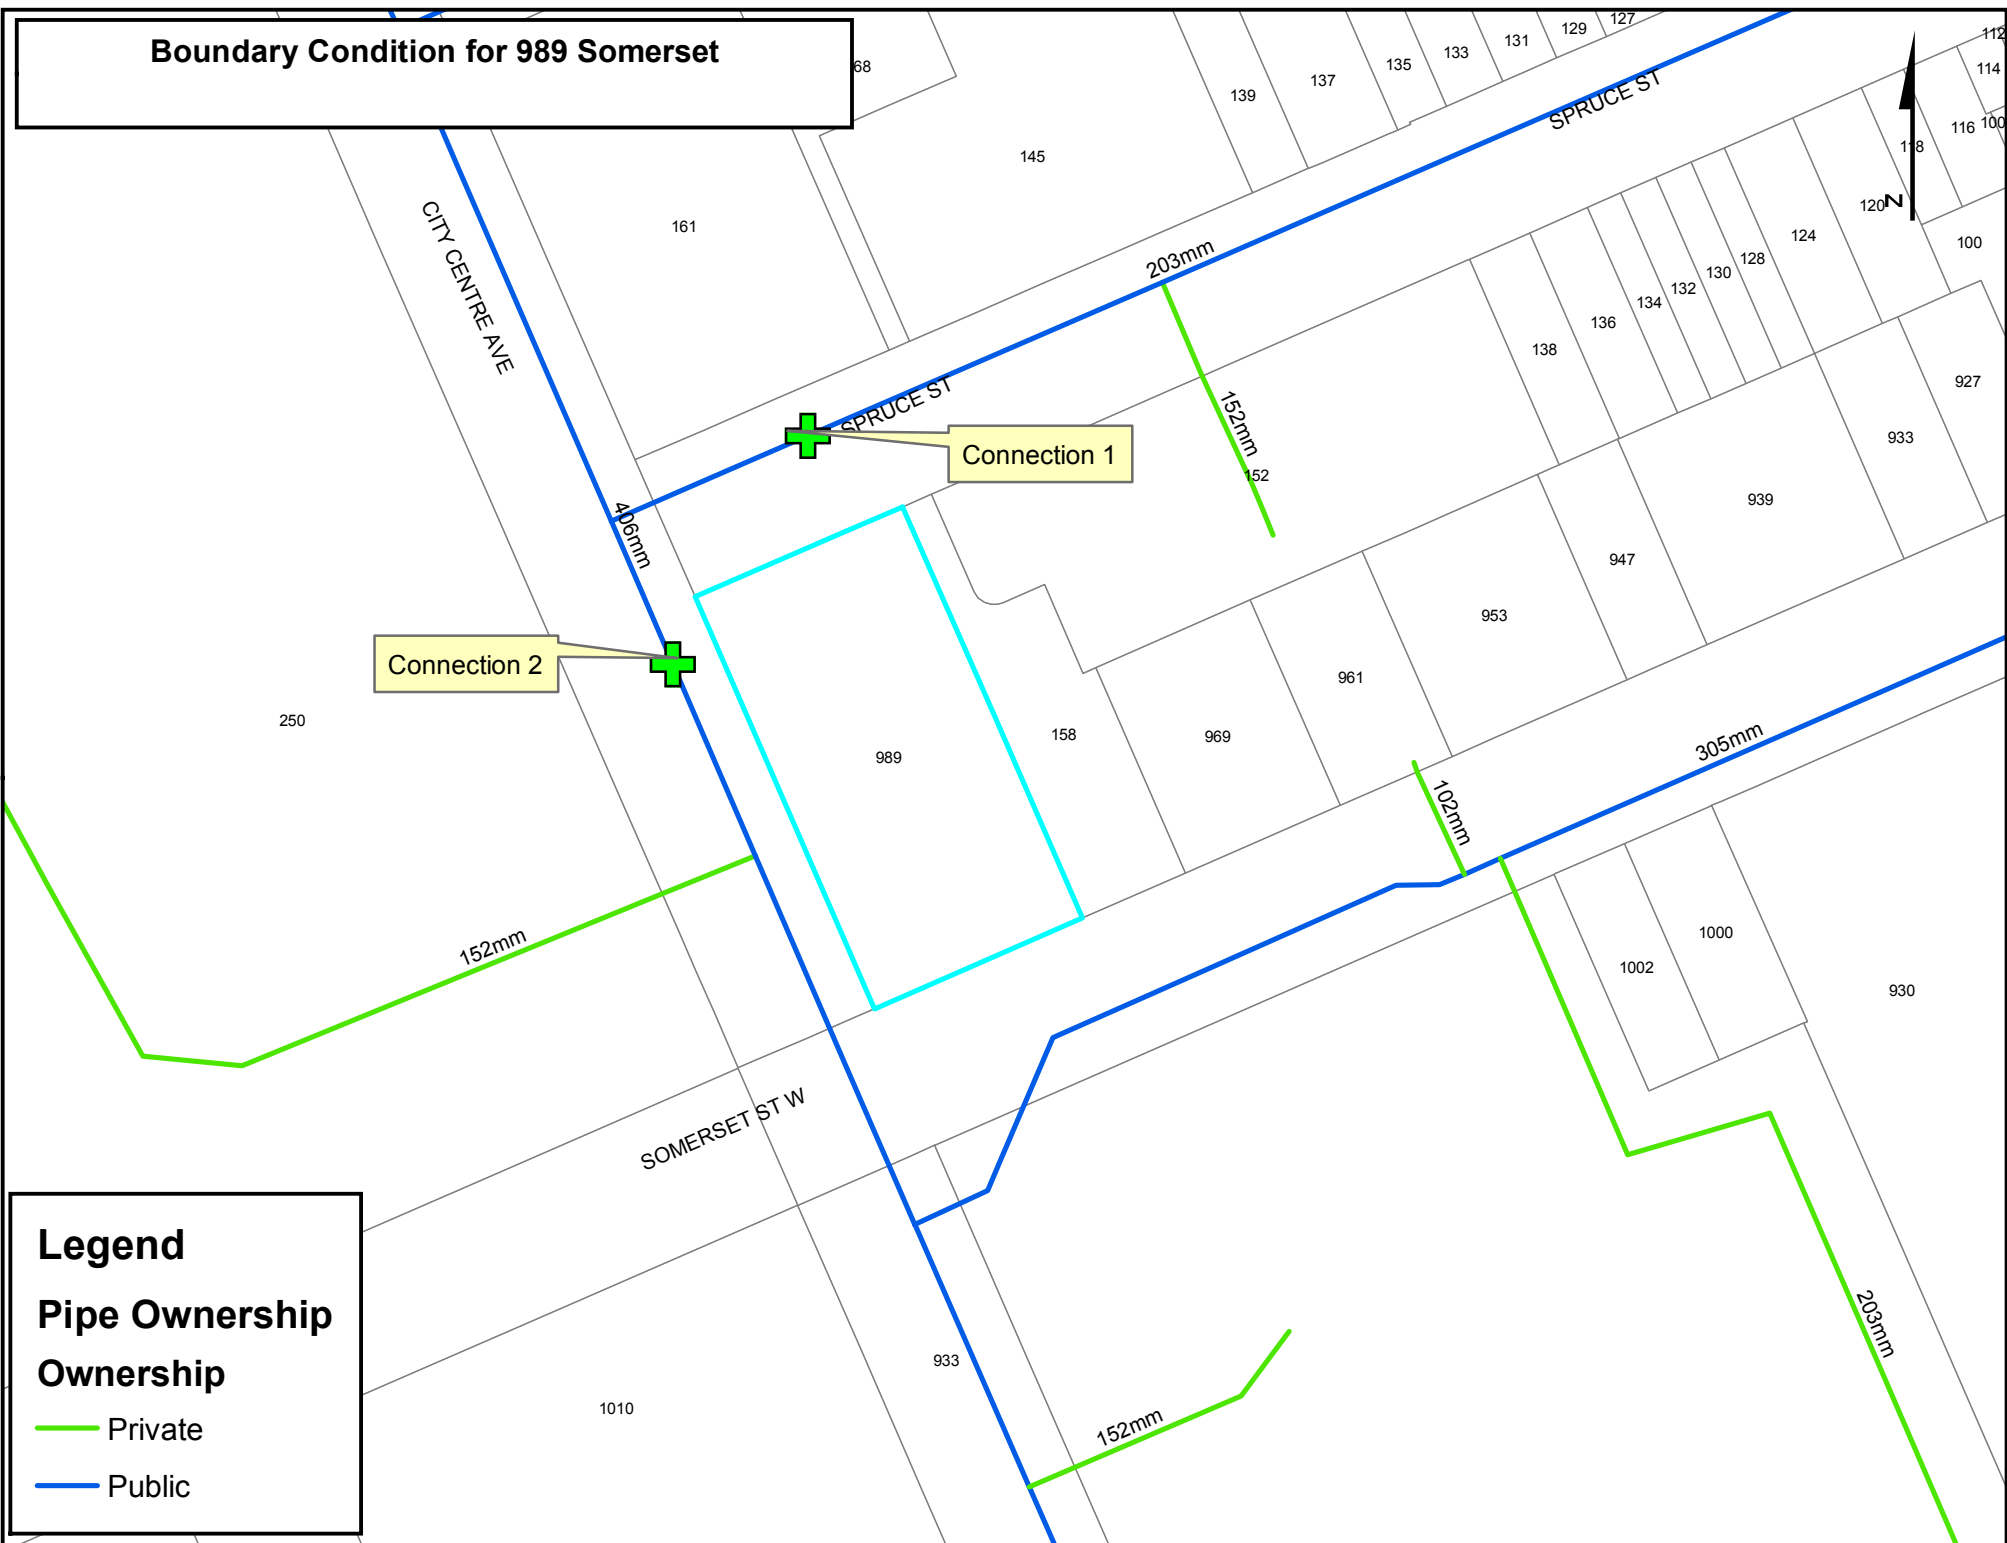 Boundary Condition for 989 Somerset
68
139
137
135
133
131
129
127
112
114
116
100
118
120
N
100
145
161
SPRUCE ST
CITY CENTRE AVE
203mm
124
128
130
132
134
136
138
927
933
939
947
953
961
969
158
SPRUCE ST
Connection 1
152mm
152
406mm
Connection 2
250
989
305mm
102mm
152mm
1000
1002
930
SOMERSET ST W
203mm
933
1010
152mm
Legend
Pipe Ownership
Ownership
Private
Public